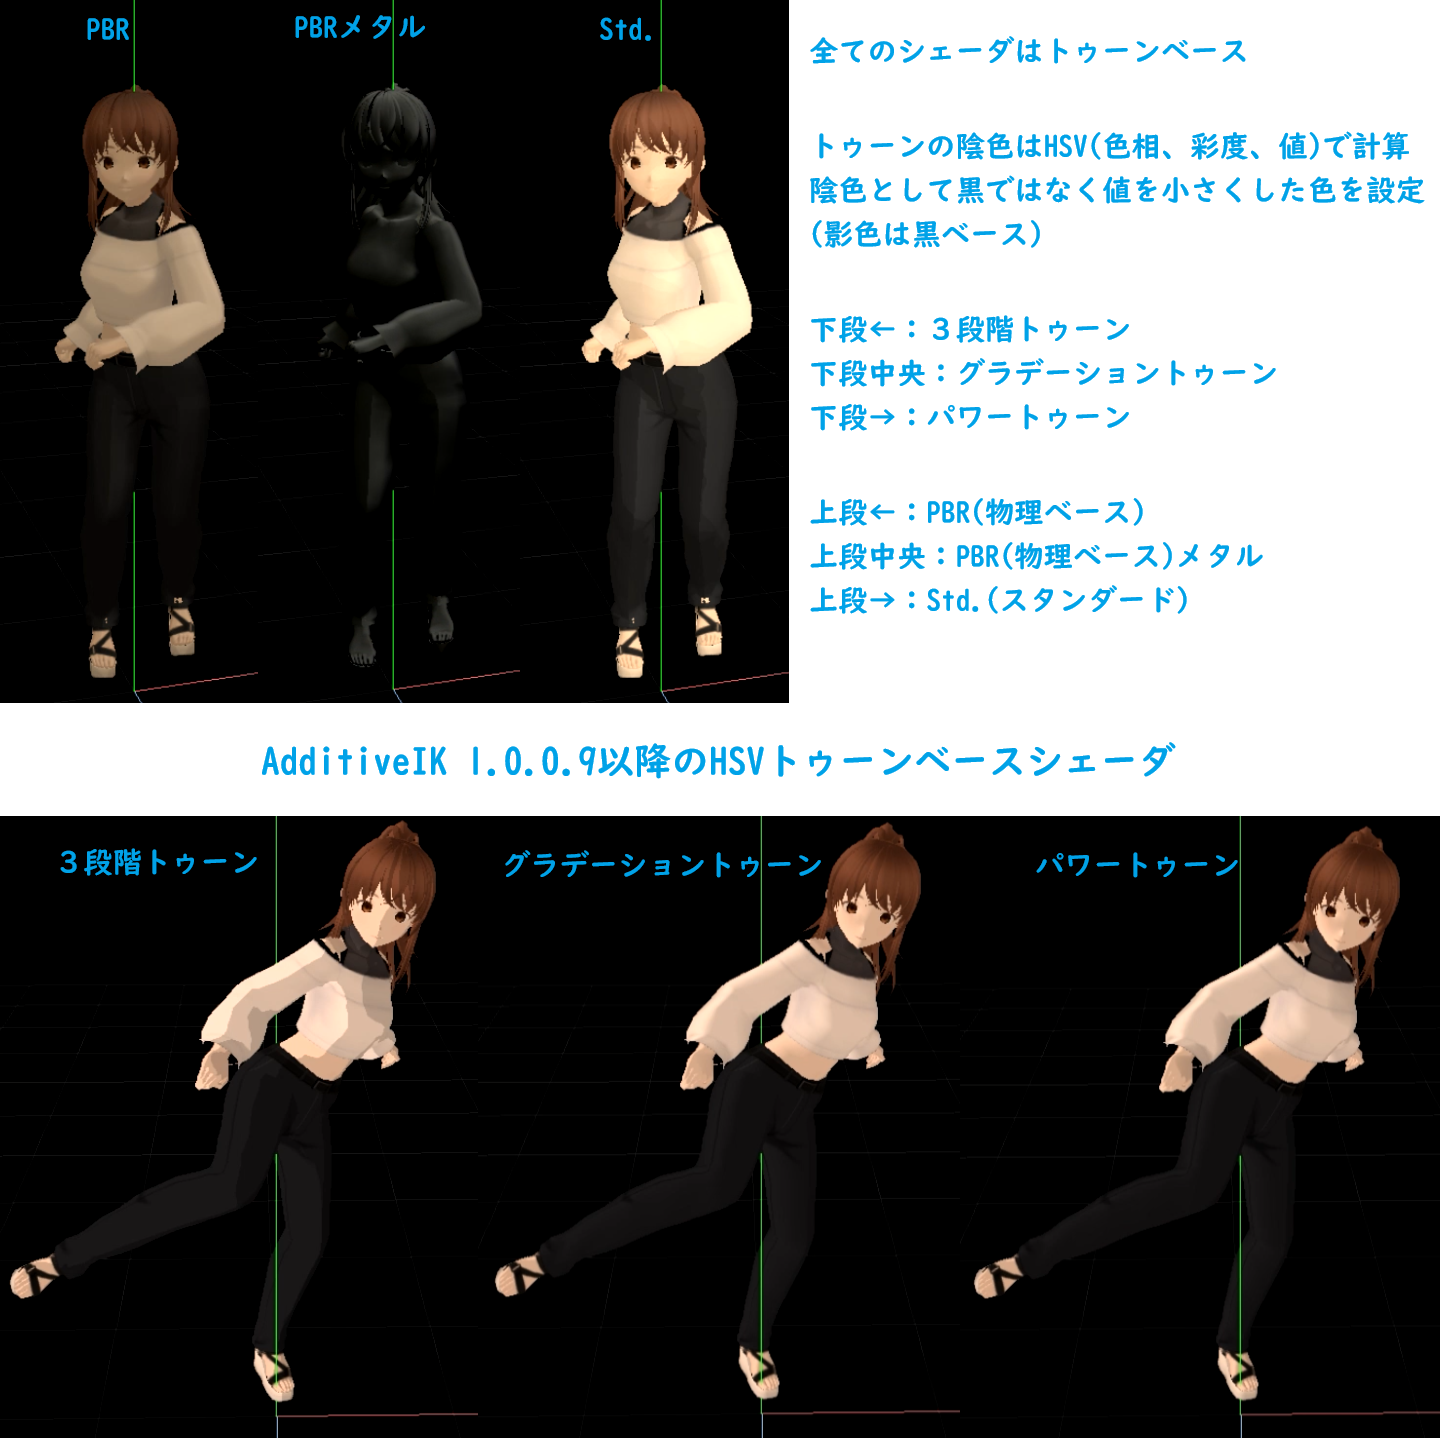 PBR
PBRメタル
Std.
全てのシェーダはトゥーンベース
トゥーンの陰色はHSV(色相、彩度、値)で計算
陰色として黒ではなく値を小さくした色を設定
(影色は黒ベース)
下段←：３段階トゥーン
下段中央：グラデーショントゥーン
下段→：パワートゥーン
上段←：PBR(物理ベース)
上段中央：PBR(物理ベース)メタル
上段→：Std.(スタンダード)
AdditiveIK 1.0.0.9以降のHSVトゥーンベースシェーダ
３段階トゥーン
グラデーショントゥーン
パワートゥーン